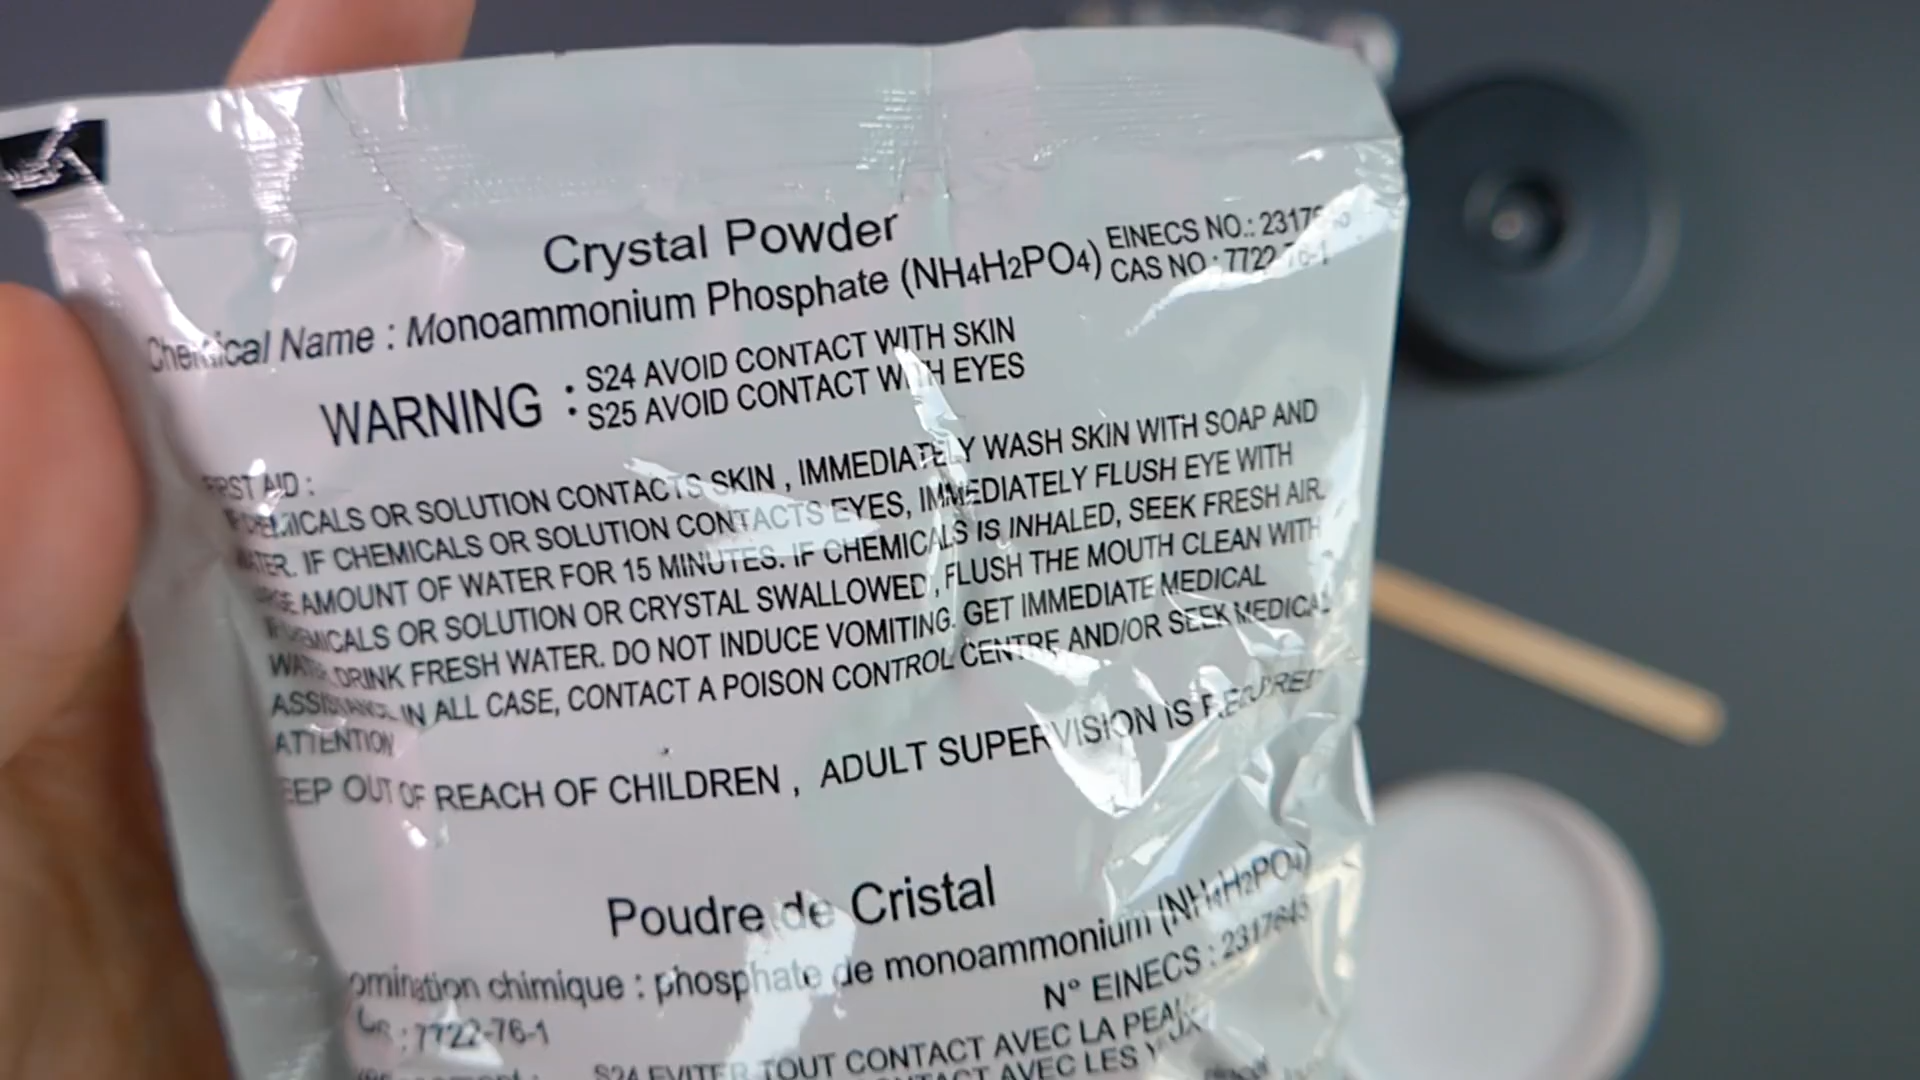 Crystal Powder
Chemical Name : Monoammonium Phosphate (NH4H2PO4)
EINECS NO.: 2317
CAS NO.: 7722-76-1
WARNING : S24 AVOID CONTACT WITH SKIN
: S25 AVOID CONTACT WITH EYES
FIRST AID :
IF CHEMICALS OR SOLUTION CONTACTS SKIN , IMMEDIATELY WASH SKIN WITH SOAP AND
WATER. IF CHEMICALS OR SOLUTION CONTACTS EYES, IMMEDIATELY FLUSH EYE WITH
LARGE AMOUNT OF WATER FOR 15 MINUTES. IF CHEMICALS IS INHALED, SEEK FRESH AIR.
IF CHEMICALS OR SOLUTION OR CRYSTAL SWALLOWED , FLUSH THE MOUTH CLEAN WITH
WATER, DRINK FRESH WATER. DO NOT INDUCE VOMITING. GET IMMEDIATE MEDICAL
ASSISTANCE. IN ALL CASE, CONTACT A POISON CONTROL CENTRE AND/OR SEEK MEDICAL
ATTENTION
KEEP OUT OF REACH OF CHILDREN , ADULT SUPERVISION IS REQUIRED
Poudre de Cristal
omination chimique : phosphate de monoammonium (NH4H2PO4)
N° EINECS : 2317645
: 7722-76-1
S24 EVITER TOUT CONTACT AVEC LA PEAU
CONTACT AVEC LES